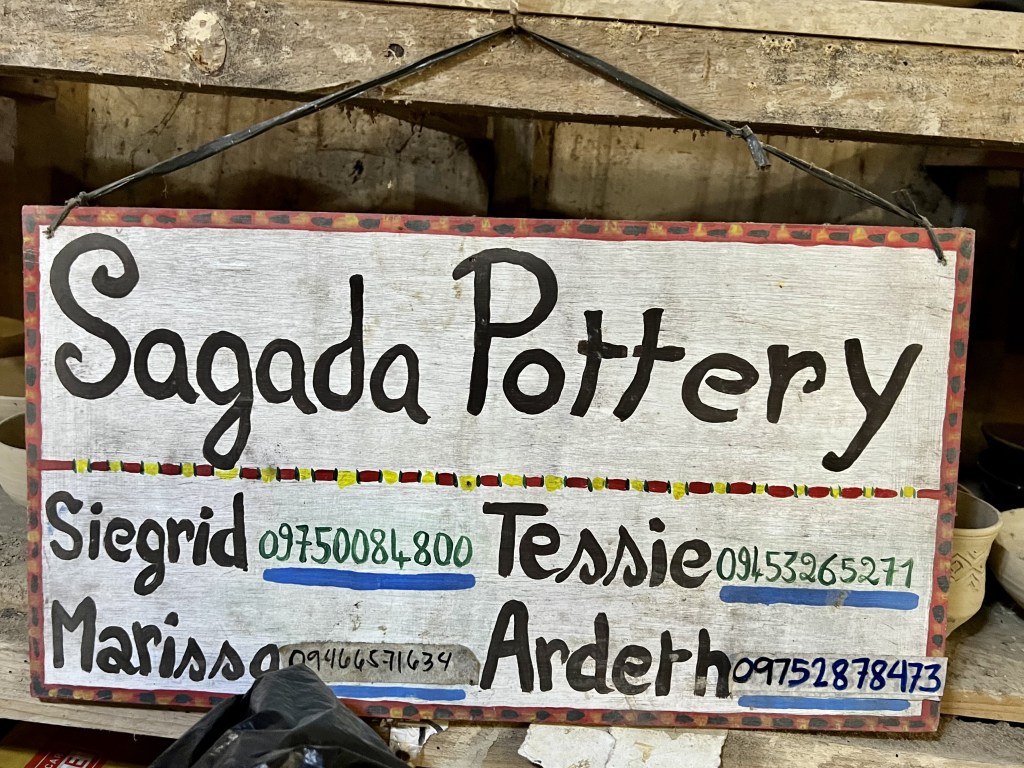 Sagada Pottery
Siegrid 09750084800 Tessie 09453265271
Marissa 09466571634 Ardeth 09752878473